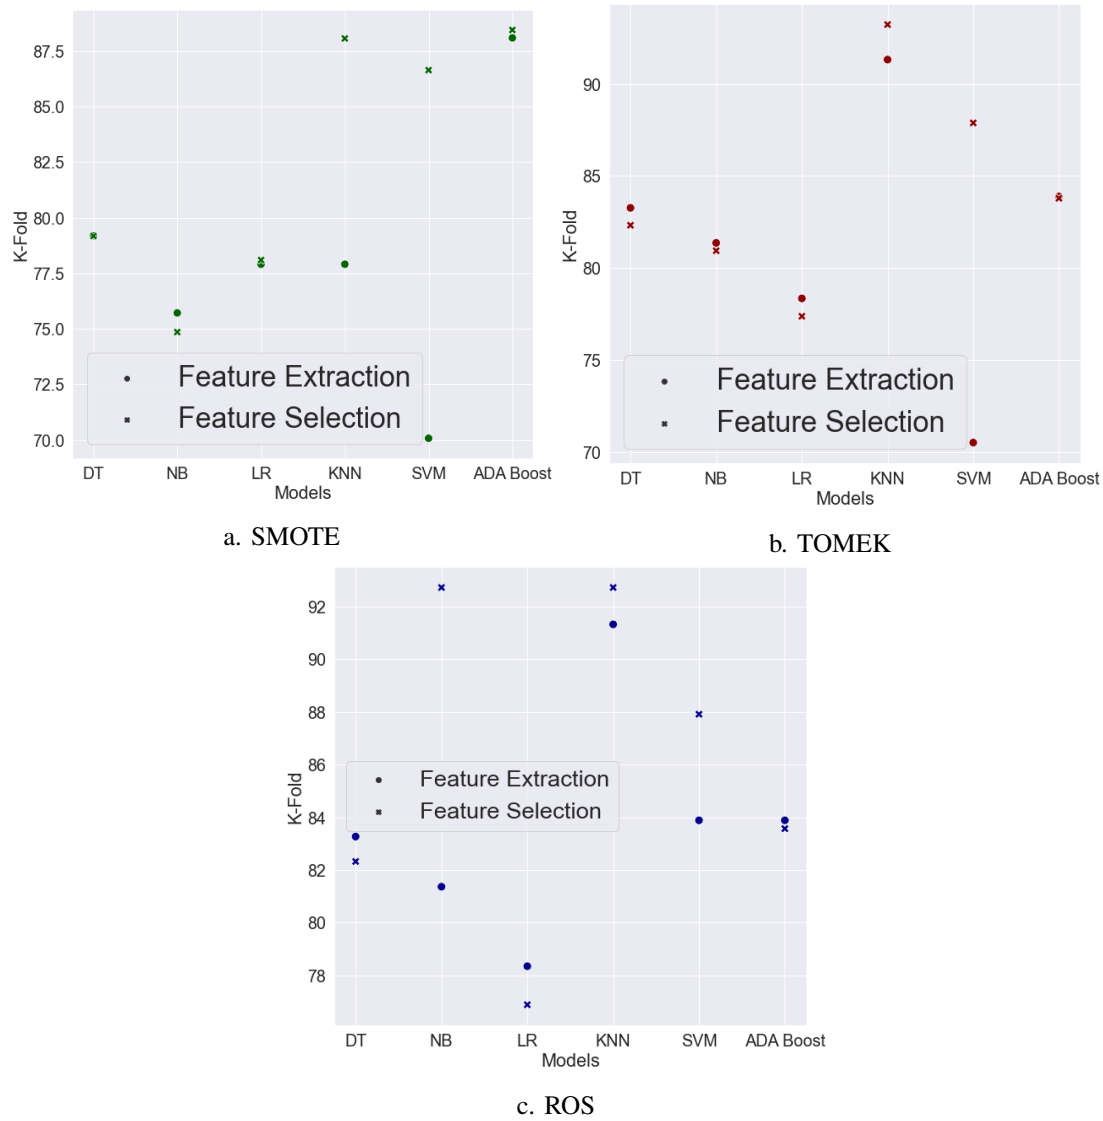 87.5
85.0
82.5
80.0
77.5
75.0
72.5
70.0
K-Fold
Feature Extraction
Feature Selection
DT NB LR KNN SVM ADA Boost
Models
a. SMOTE
90
85
80
75
70
K-Fold
Feature Extraction
Feature Selection
DT NB LR KNN SVM ADA Boost
Models
b. TOMEK
92
90
88
86
84
82
80
78
K-Fold
Feature Extraction
Feature Selection
DT NB LR KNN SVM ADA Boost
Models
c. ROS